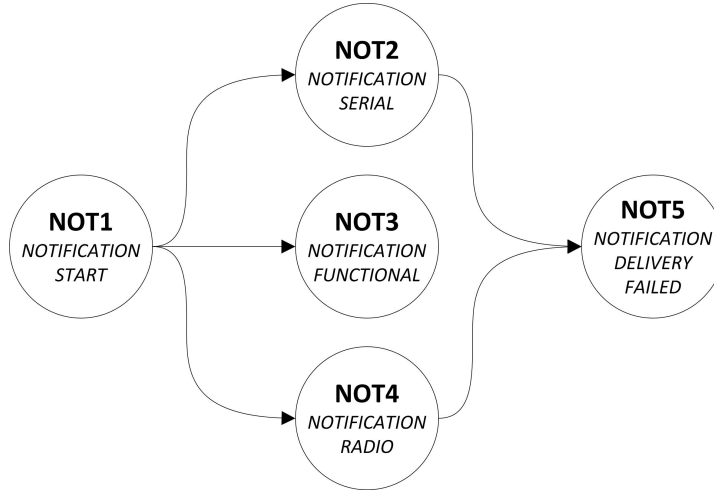 NOT1
NOTIFICATION
START
NOT2
NOTIFICATION
SERIAL
NOT3
NOTIFICATION
FUNCTIONAL
NOT4
NOTIFICATION
RADIO
NOT5
NOTIFICATION
DELIVERY
FAILED